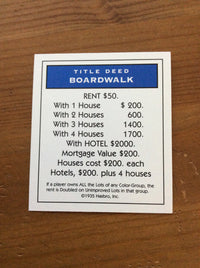 TITLE DEED
BOARDWALK
RENT $50.
With 1 House $ 200.
With 2 Houses 600.
With 3 Houses 1400.
With 4 Houses 1700.
With HOTEL $2000.
Mortgage Value $200.
Houses cost $200. each
Hotels, $200. plus 4 houses
If a player owns ALL the Lots of any Color-Group, the
rent is Doubled on Unimproved Lots in that group.
©1935 Hasbro, Inc.